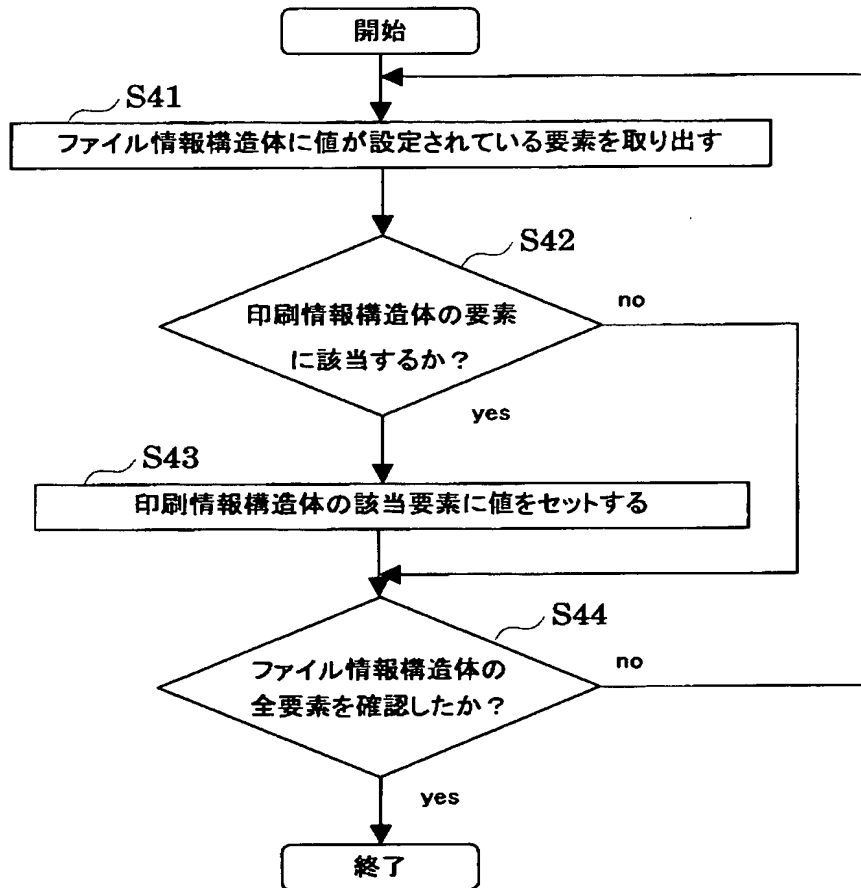 開始
S41
ファイル情報構造体に値が設定されている要素を取り出す
S42
印刷情報構造体の要素
に該当するか？
no
yes
S43
印刷情報構造体の該当要素に値をセットする
S44
ファイル情報構造体の
全要素を確認したか？
no
yes
終了